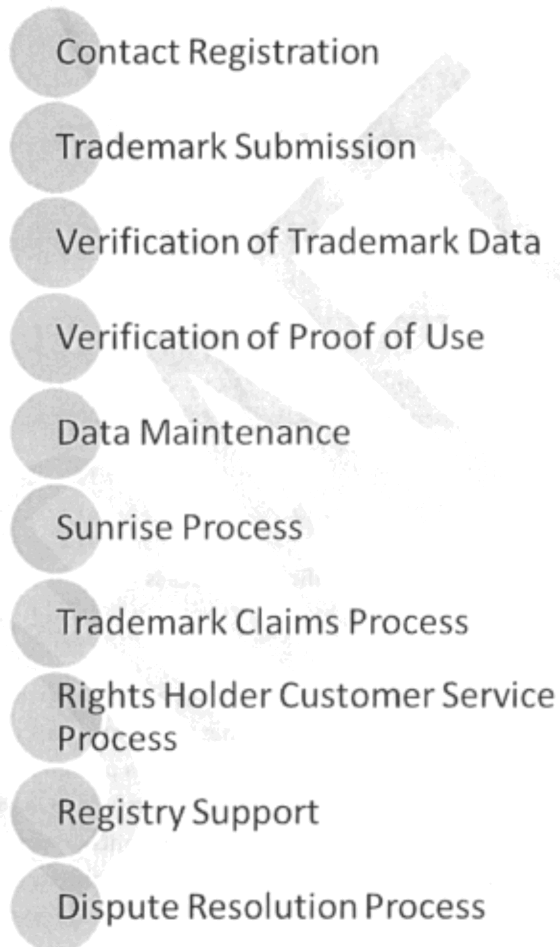 Contact Registration
Trademark Submission
Verification of Trademark Data
Verification of Proof of Use
Data Maintenance
Sunrise Process
Trademark Claims Process
Rights Holder Customer Service
Process
Registry Support
Dispute Resolution Process
DRAFT